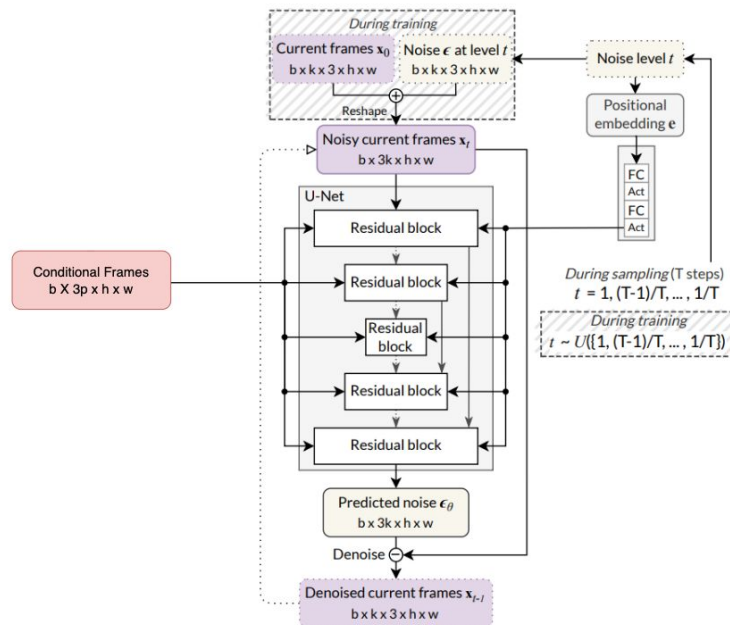 During training
Current frames x₀
b x k x 3 x h x w
Noise ϵ at level t
b x k x 3 x h x w
Noise level t
Reshape
Positional
embedding e
Noisy current frames xₜ
b x 3k x h x w
FC
Act
FC
Act
U-Net
Residual block
Conditional Frames
b X 3p x h x w
Residual block
During sampling (T steps)
t = 1, (T-1)/T, ... , 1/T
Residual
block
During training
t ~ U({1, (T-1)/T, ... , 1/T})
Residual block
Residual block
Predicted noise ϵ_θ
b x 3k x h x w
Denoise
Denoised current frames xₜ₋₁
b x k x 3 x h x w